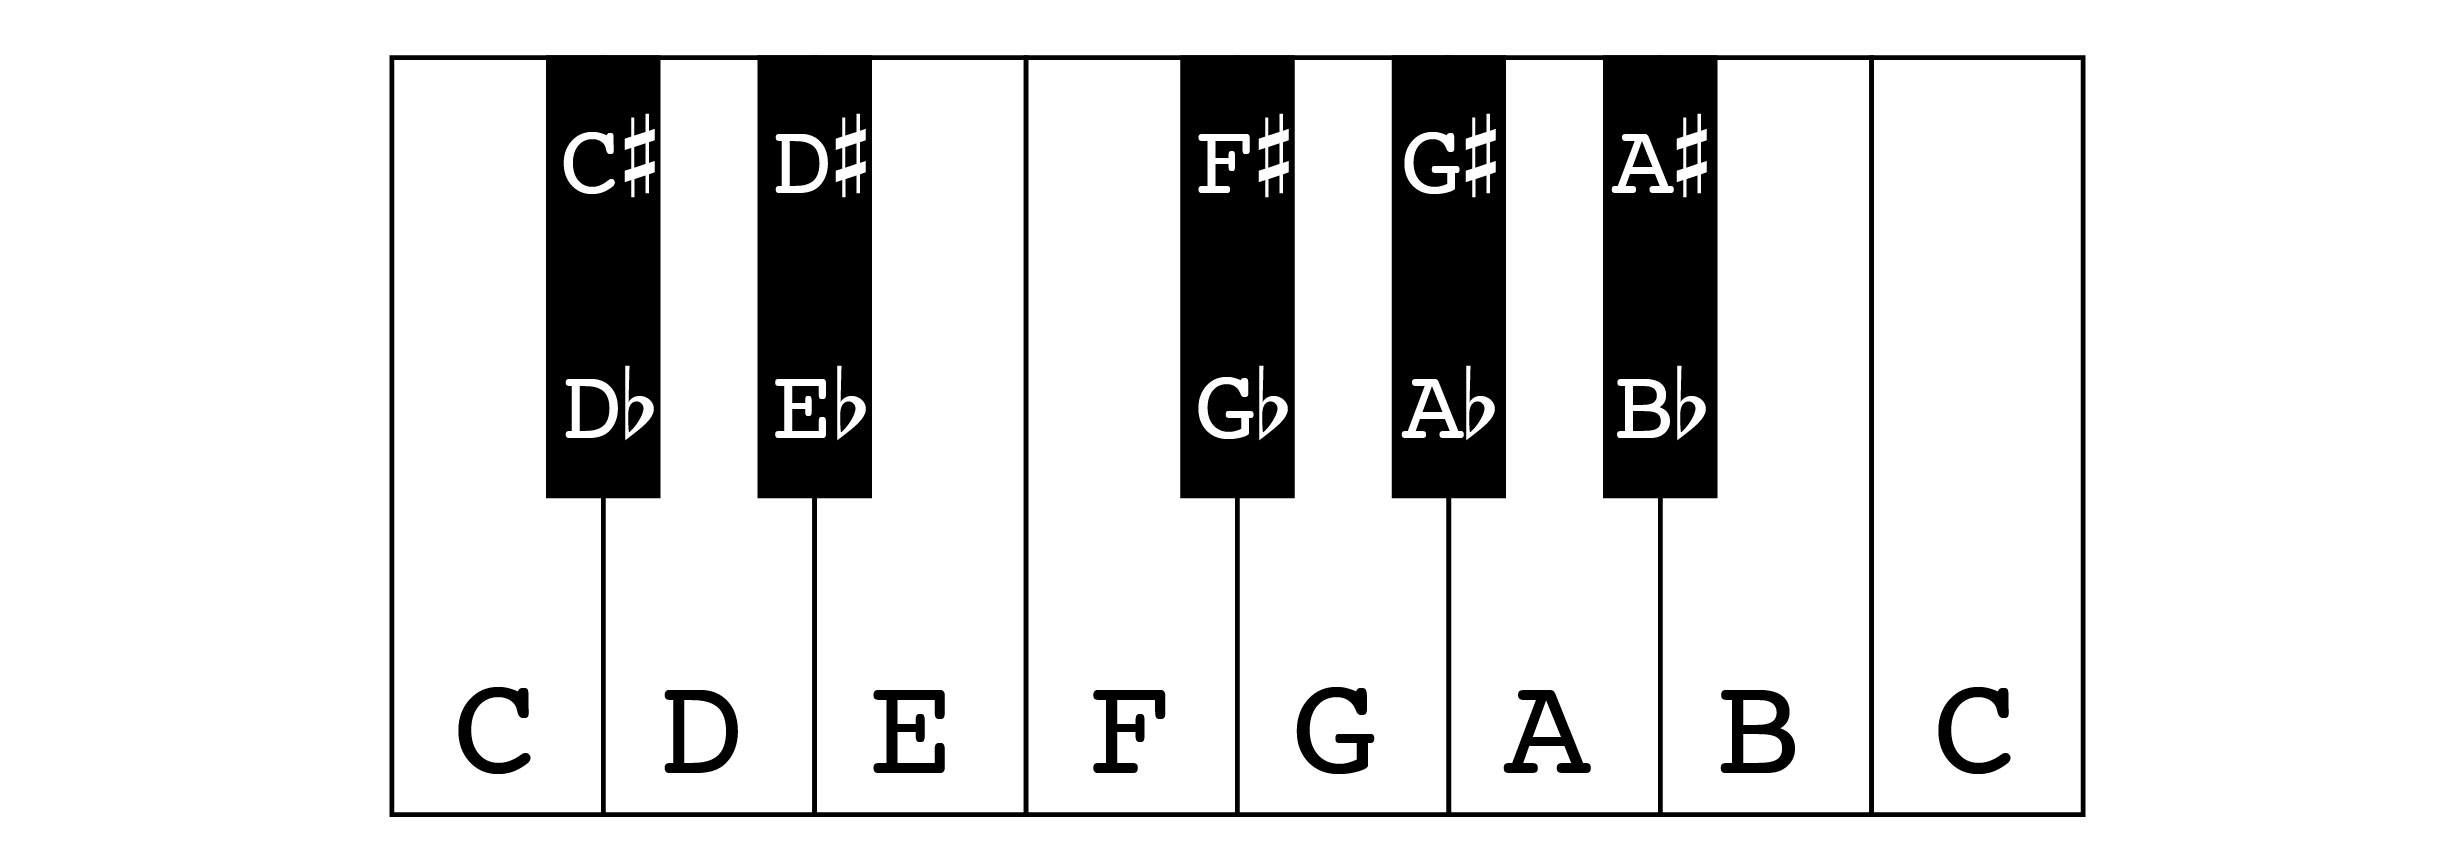 C♯ D♯ F♯ G♯ A♯
D♭ E♭ G♭ A♭ B♭
C D E F G A B C